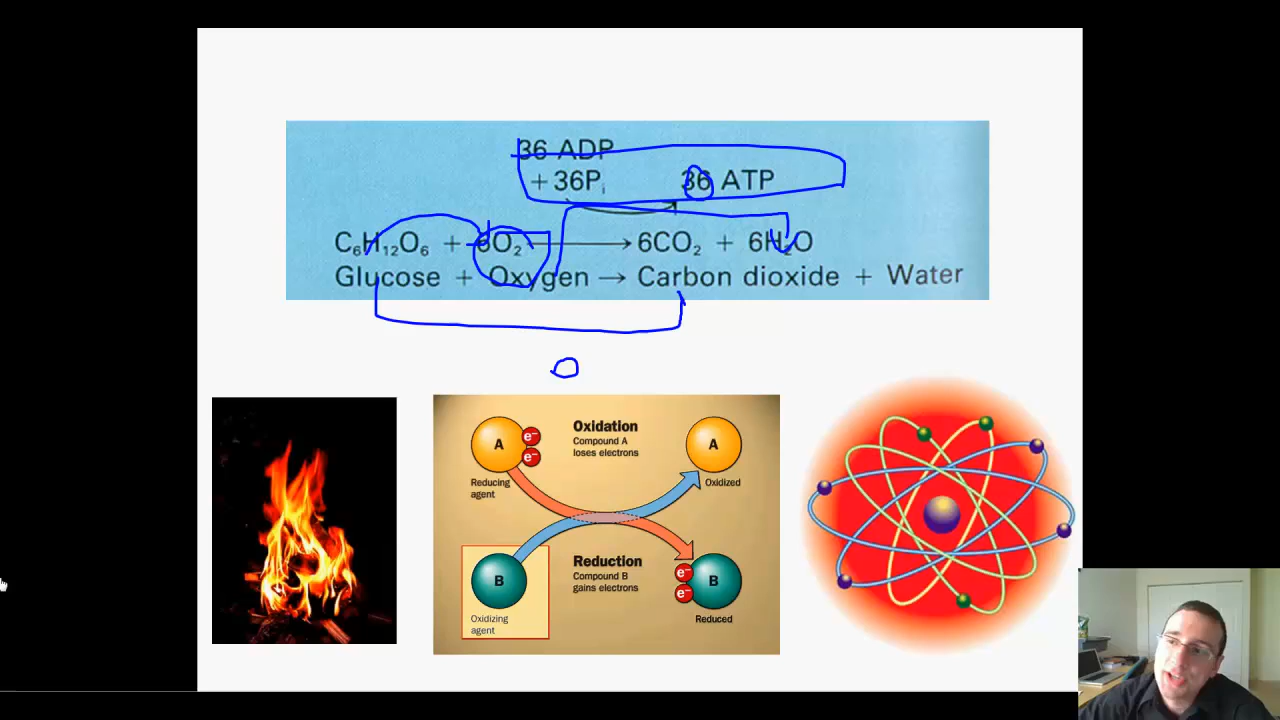 36 ADP
+ 36Pi 36 ATP
C₆H₁₂O₆ + 6O₂ → 6CO₂ + 6H₂O
Glucose + Oxygen → Carbon dioxide + Water
A e⁻ e⁻
Oxidation
Compound A
loses electrons
A
Reducing
agent
Oxidized
B
Reduction
Compound B
gains electrons
e⁻ e⁻ B
Oxidizing
agent
Reduced